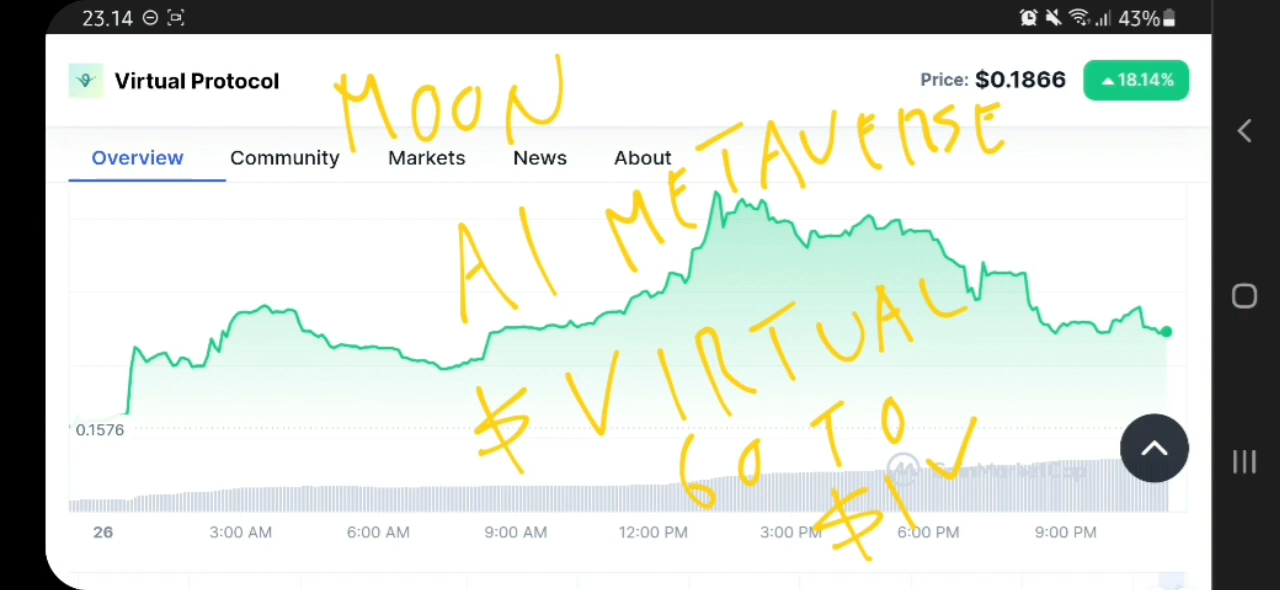 23.14
43%
Virtual Protocol
Price: $0.1866
18.14%
MOON
Overview Community Markets News About
AI METAVERSE
$VIRTUAL
0.1576
GO TO
$1
CoinMarketCap
26 3:00 AM 6:00 AM 9:00 AM 12:00 PM 3:00 PM 6:00 PM 9:00 PM